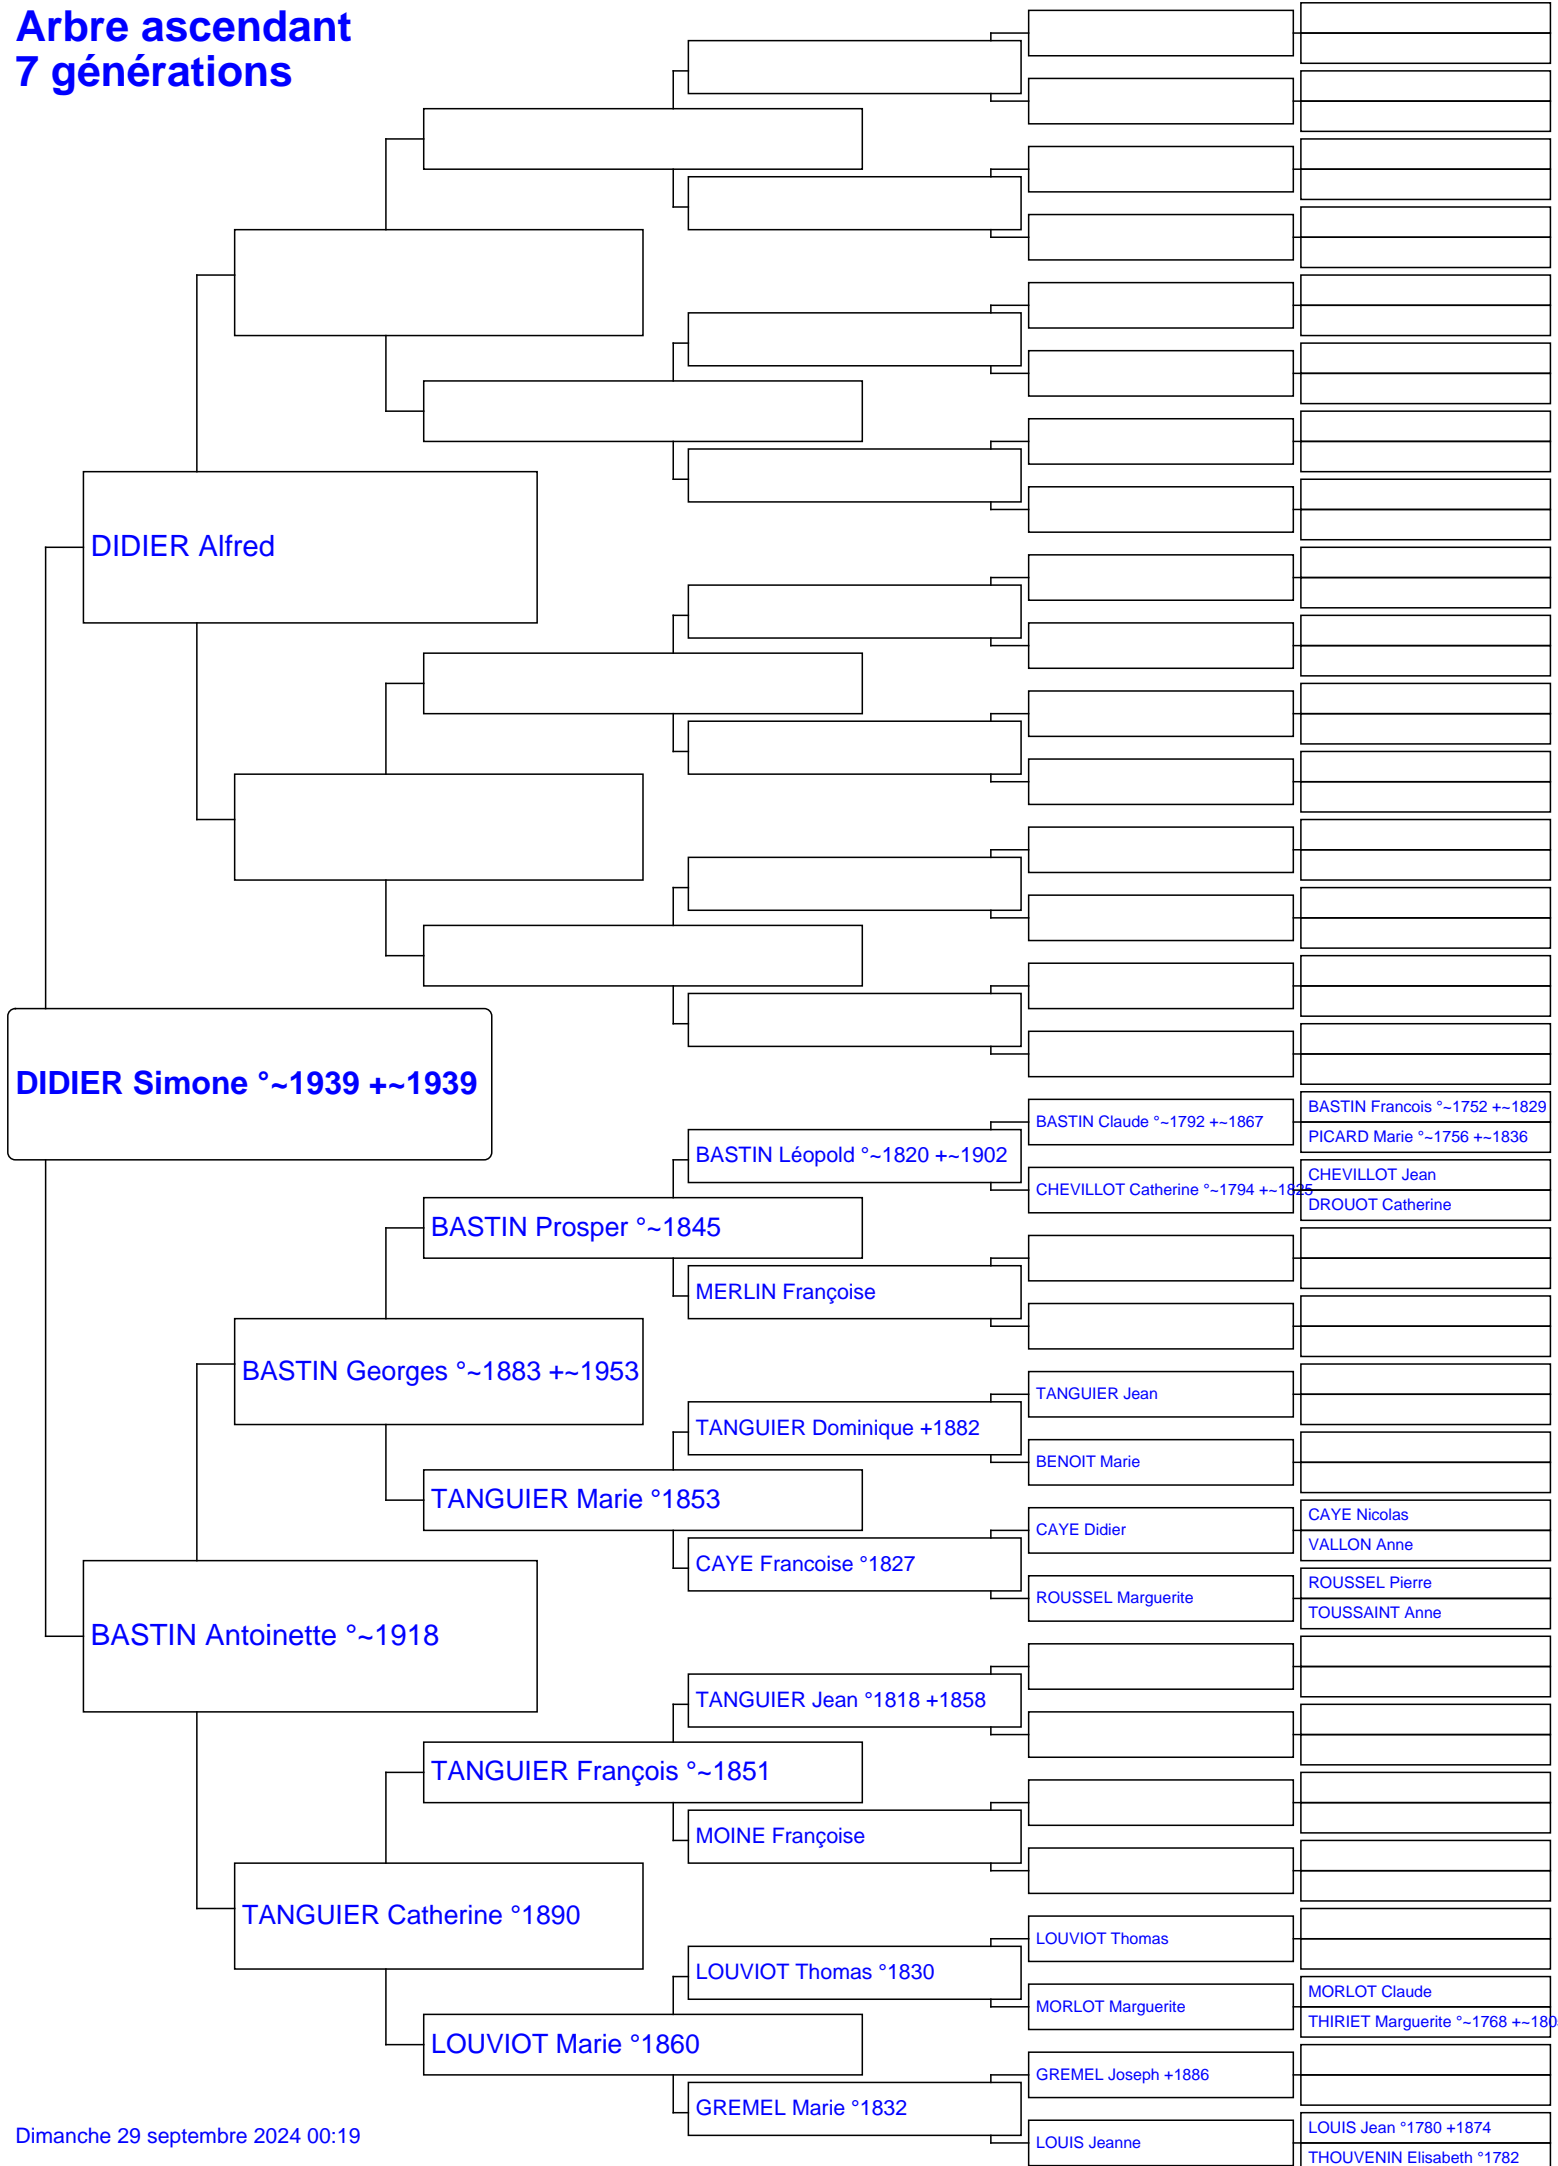 Arbre ascendant
7 générations
DIDIER Alfred
DIDIER Simone °~1939 +~1939
BASTIN Francois °~1752 +~1829
BASTIN Claude °~1792 +~1867
PICARD Marie °~1756 +~1836
BASTIN Léopold °~1820 +~1902
CHEVILLOT Jean
CHEVILLOT Catherine °~1794 +~1825
DROUOT Catherine
BASTIN Prosper °~1845
MERLIN Françoise
BASTIN Georges °~1883 +~1953
TANGUIER Jean
TANGUIER Dominique +1882
BENOIT Marie
TANGUIER Marie °1853
CAYE Nicolas
CAYE Didier
VALLON Anne
CAYE Francoise °1827
ROUSSEL Pierre
ROUSSEL Marguerite
TOUSSAINT Anne
BASTIN Antoinette °~1918
TANGUIER Jean °1818 +1858
TANGUIER François °~1851
MOINE Françoise
TANGUIER Catherine °1890
LOUVIOT Thomas
LOUVIOT Thomas °1830
MORLOT Claude
MORLOT Marguerite
THIRIET Marguerite °~1768 +~180
LOUVIOT Marie °1860
GREMEL Joseph +1886
GREMEL Marie °1832
LOUIS Jean °1780 +1874
LOUIS Jeanne
THOUVENIN Elisabeth °1782
Dimanche 29 septembre 2024 00:19